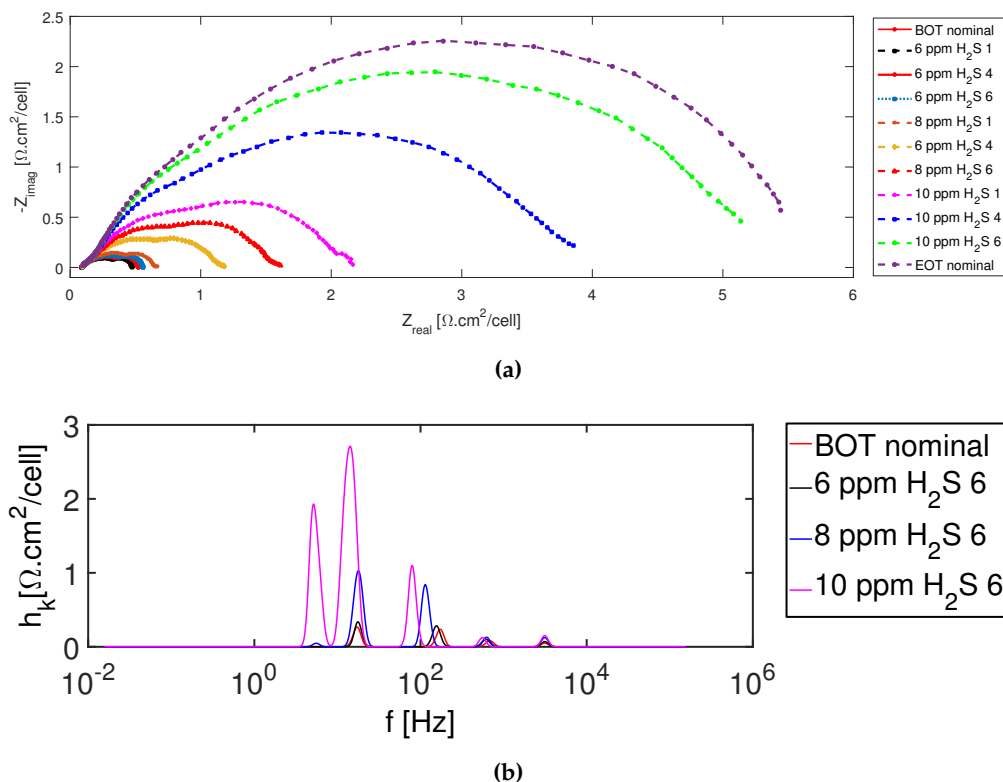 2.5
2
1.5
1
0.5
0
-Z_imag [Ω.cm²/cell]
0 1 2 3 4 5 6
Z_real [Ω.cm²/cell]
BOT nominal
6 ppm H₂S 1
6 ppm H₂S 4
6 ppm H₂S 6
8 ppm H₂S 1
6 ppm H₂S 4
8 ppm H₂S 6
10 ppm H₂S 1
10 ppm H₂S 4
10 ppm H₂S 6
EOT nominal
(a)
3
2
1
0
h_k[Ω.cm²/cell]
10⁻² 10⁰ 10² 10⁴ 10⁶
f [Hz]
BOT nominal
6 ppm H₂S 6
8 ppm H₂S 6
10 ppm H₂S 6
(b)